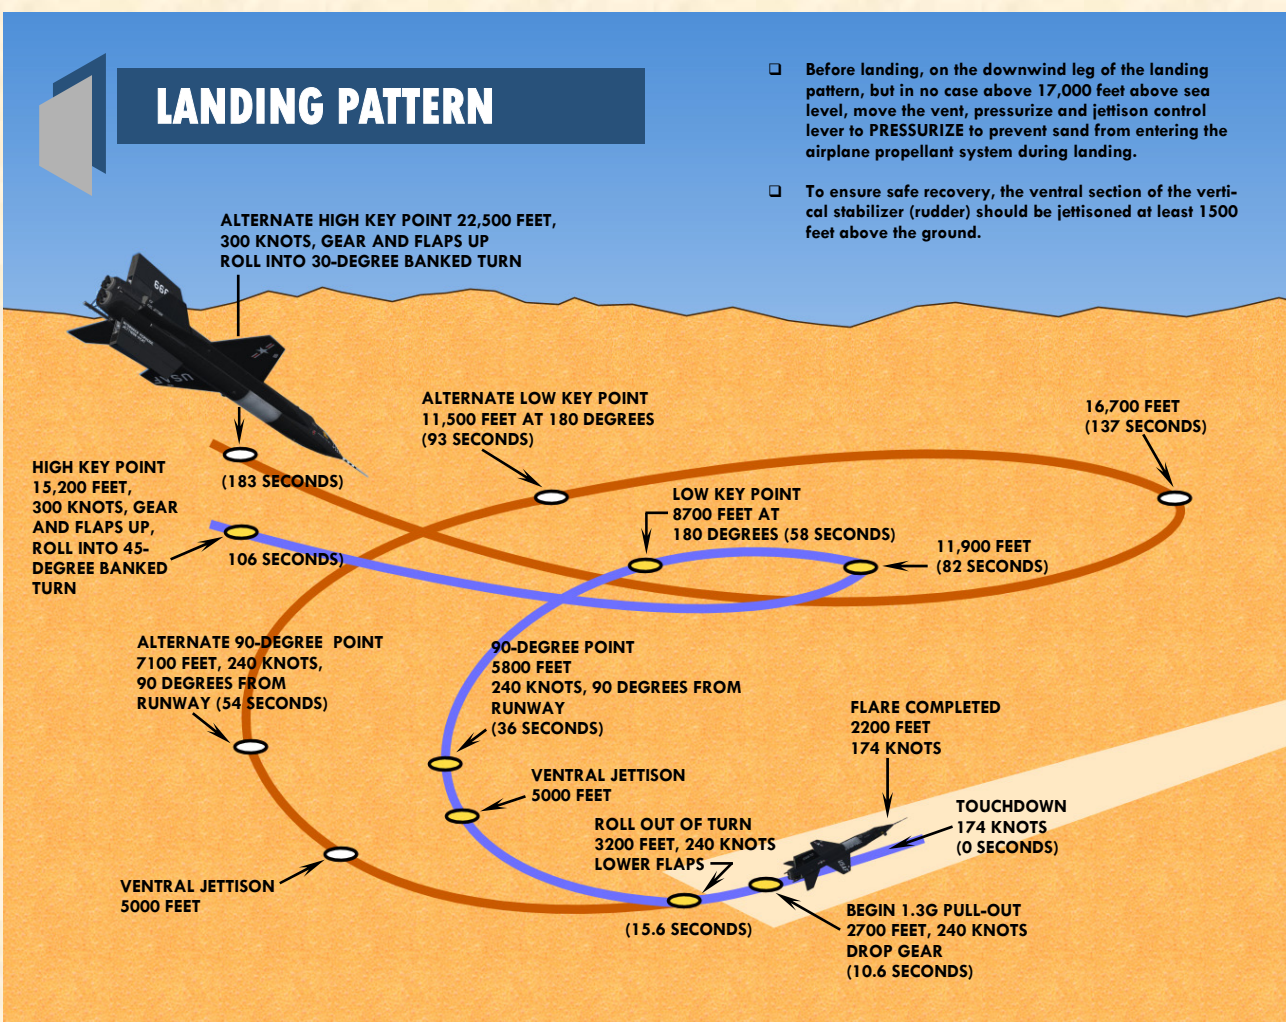 LANDING PATTERN
❑ Before landing, on the downwind leg of the landing
pattern, but in no case above 17,000 feet above sea
level, move the vent, pressurize and jettison control
lever to PRESSURIZE to prevent sand from entering the
airplane propellant system during landing.
❑ To ensure safe recovery, the ventral section of the verti-
cal stabilizer (rudder) should be jettisoned at least 1500
feet above the ground.
ALTERNATE HIGH KEY POINT 22,500 FEET,
300 KNOTS, GEAR AND FLAPS UP
ROLL INTO 30-DEGREE BANKED TURN
(183 SECONDS)
HIGH KEY POINT
15,200 FEET,
300 KNOTS, GEAR
AND FLAPS UP,
ROLL INTO 45-
DEGREE BANKED
TURN
106 SECONDS)
ALTERNATE LOW KEY POINT
11,500 FEET AT 180 DEGREES
(93 SECONDS)
16,700 FEET
(137 SECONDS)
LOW KEY POINT
8700 FEET AT
180 DEGREES (58 SECONDS)
11,900 FEET
(82 SECONDS)
ALTERNATE 90-DEGREE POINT
7100 FEET, 240 KNOTS,
90 DEGREES FROM
RUNWAY (54 SECONDS)
90-DEGREE POINT
5800 FEET
240 KNOTS, 90 DEGREES FROM
RUNWAY
(36 SECONDS)
VENTRAL JETTISON
5000 FEET
VENTRAL JETTISON
5000 FEET
ROLL OUT OF TURN
3200 FEET, 240 KNOTS
LOWER FLAPS
(15.6 SECONDS)
FLARE COMPLETED
2200 FEET
174 KNOTS
TOUCHDOWN
174 KNOTS
(0 SECONDS)
BEGIN 1.3G PULL-OUT
2700 FEET, 240 KNOTS
DROP GEAR
(10.6 SECONDS)
USAF